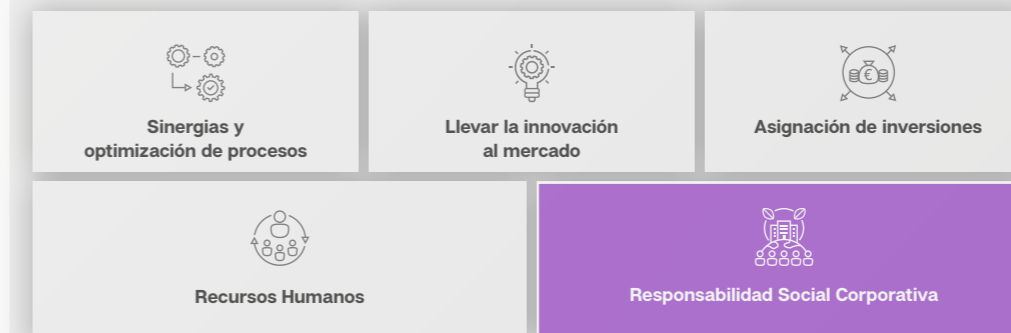 Sinergias y
optimización de procesos
Llevar la innovación
al mercado
€
Asignación de inversiones
Recursos Humanos
Responsabilidad Social Corporativa